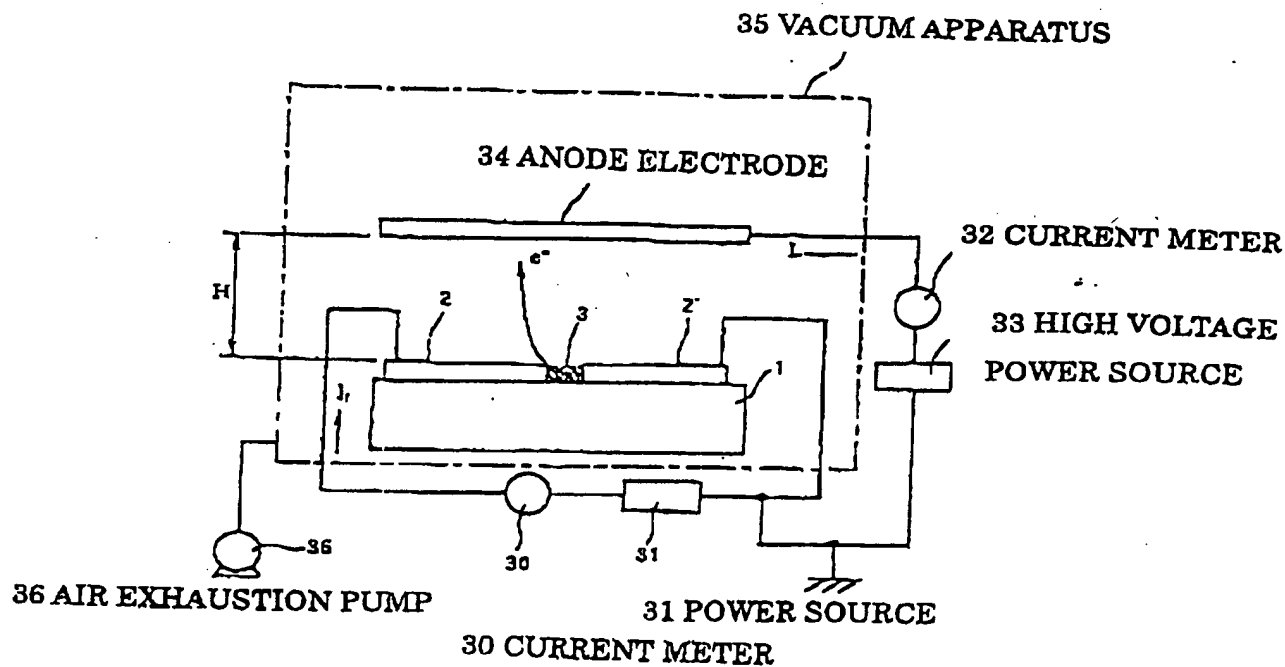 35 VACUUM APPARATUS
34 ANODE ELECTRODE
32 CURRENT METER
H
e-
2
3
2'
33 HIGH VOLTAGE
POWER SOURCE
1
36
30
31
36 AIR EXHAUSTION PUMP
31 POWER SOURCE
30 CURRENT METER